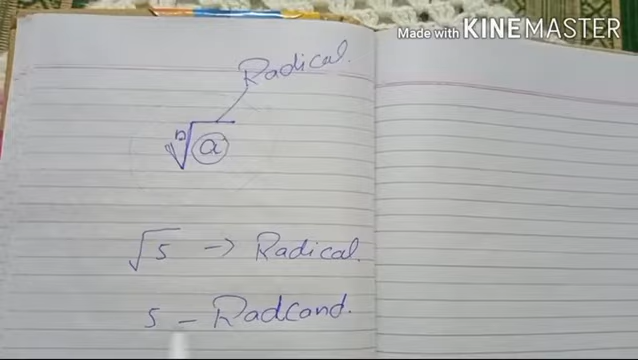 Made with KINEMASTER
Radical.
n√a
√5 → Radical.
5 – Radcand.